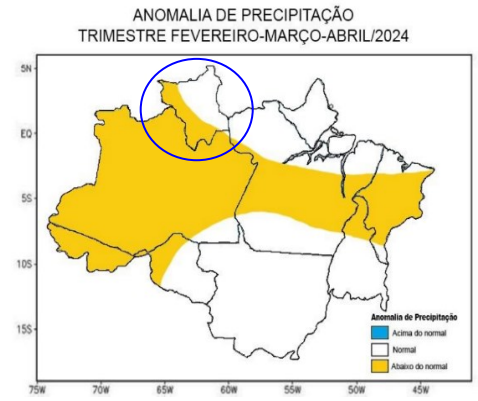 ANOMALIA DE PRECIPITAÇÃO
TRIMESTRE FEVEREIRO-MARÇO-ABRIL/2024
5N
EQ
5S
10S
15S
75W 70W 65W 60W 55W 50W 45W
Anomalia de Precipitação
Acima do normal
Normal
Abaixo do normal